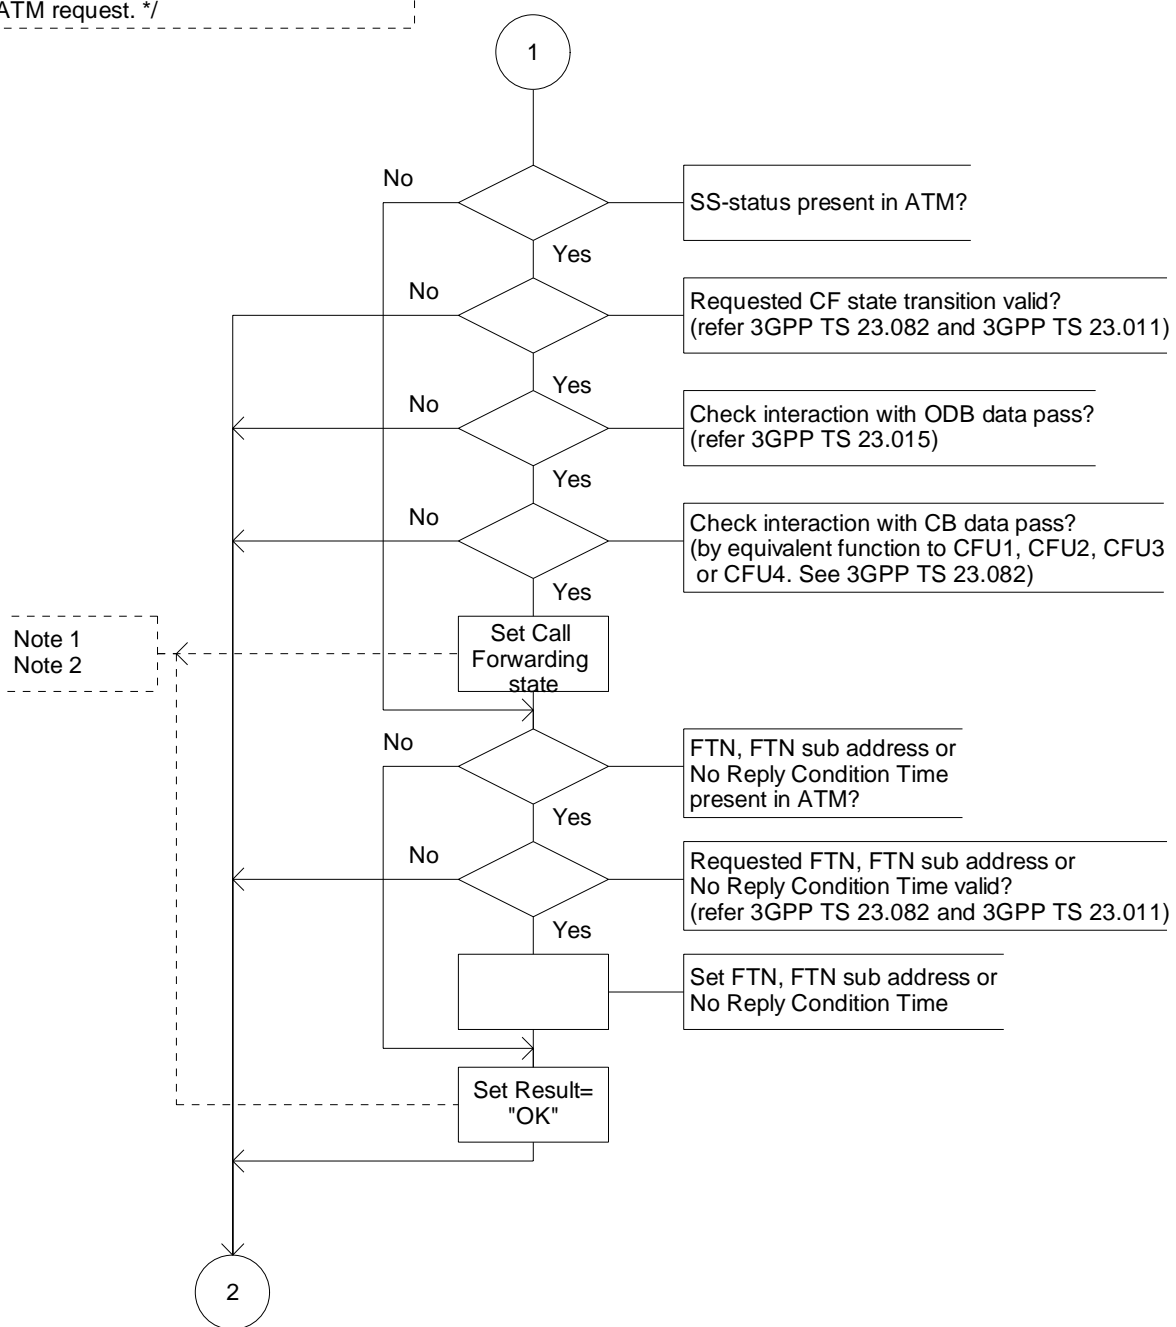 ATM request. */
1
No
SS-status present in ATM?
Yes
No
Requested CF state transition valid?
(refer 3GPP TS 23.082 and 3GPP TS 23.011)
Yes
No
Check interaction with ODB data pass?
(refer 3GPP TS 23.015)
Yes
No
Check interaction with CB data pass?
(by equivalent function to CFU1, CFU2, CFU3
or CFU4. See 3GPP TS 23.082)
Yes
Note 1
Note 2
Set Call
Forwarding
state
No
FTN, FTN sub address or
No Reply Condition Time
present in ATM?
Yes
No
Requested FTN, FTN sub address or
No Reply Condition Time valid?
(refer 3GPP TS 23.082 and 3GPP TS 23.011)
Yes
Set FTN, FTN sub address or
No Reply Condition Time
Set Result=
"OK"
2